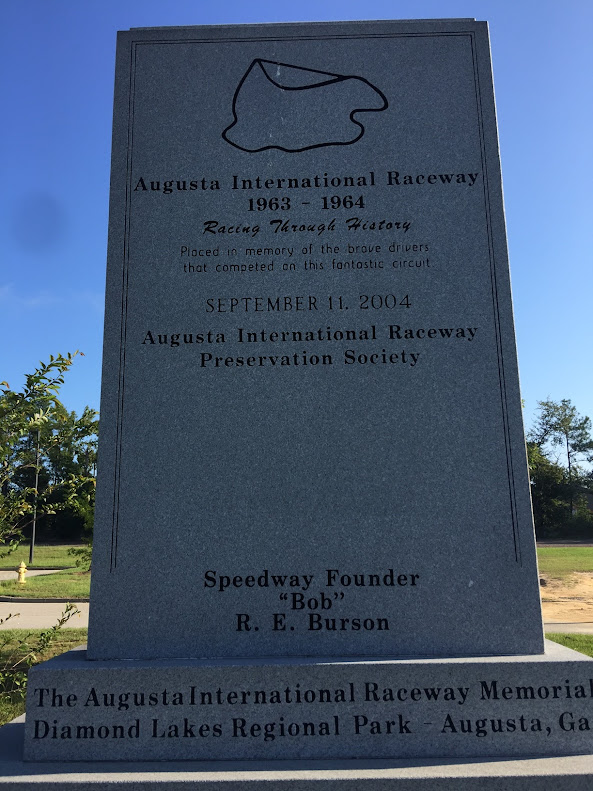 Augusta International Raceway
1963 - 1964
Racing Through History
Placed in memory of the brave drivers
that competed on this fantastic circuit.
SEPTEMBER 11, 2004
Augusta International Raceway
Preservation Society
Speedway Founder
"Bob"
R. E. Burson
The Augusta International Raceway Memorial
Diamond Lakes Regional Park - Augusta, Ga